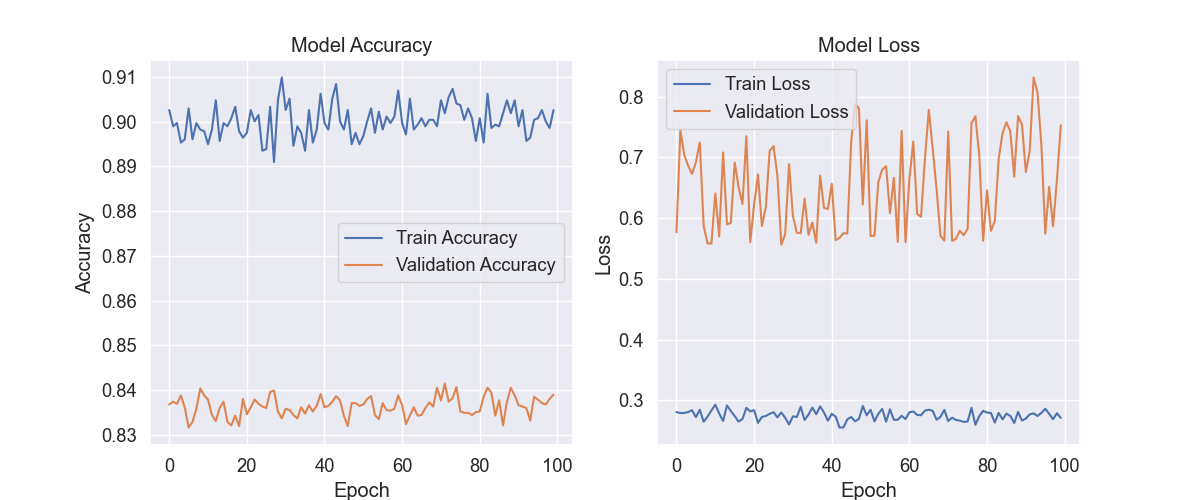 Model Accuracy
0.91
0.90
0.89
0.88
0.87
0.86
0.85
0.84
0.83
Accuracy
Train Accuracy
Validation Accuracy
0 20 40 60 80 100
Epoch
Model Loss
0.8
0.7
0.6
0.5
0.4
0.3
Loss
Train Loss
Validation Loss
0 20 40 60 80 100
Epoch